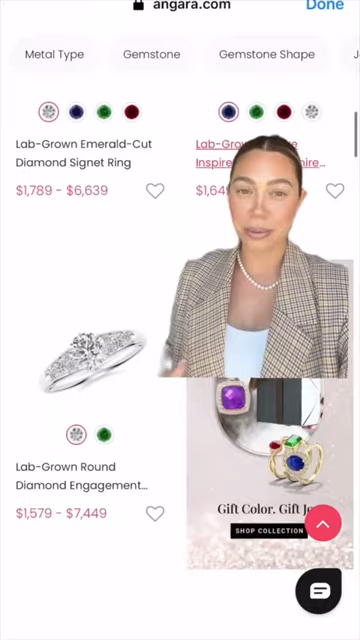 angara.com
Done
Metal Type
Gemstone
Gemstone Shape
Lab-Grown Emerald-Cut
Diamond Signet Ring
$1,789 - $6,639
Inspire
Lab-Grown Round
Diamond Engagement...
$1,579 - $7,449
Gift Color. Gift
SHOP COLLECTION